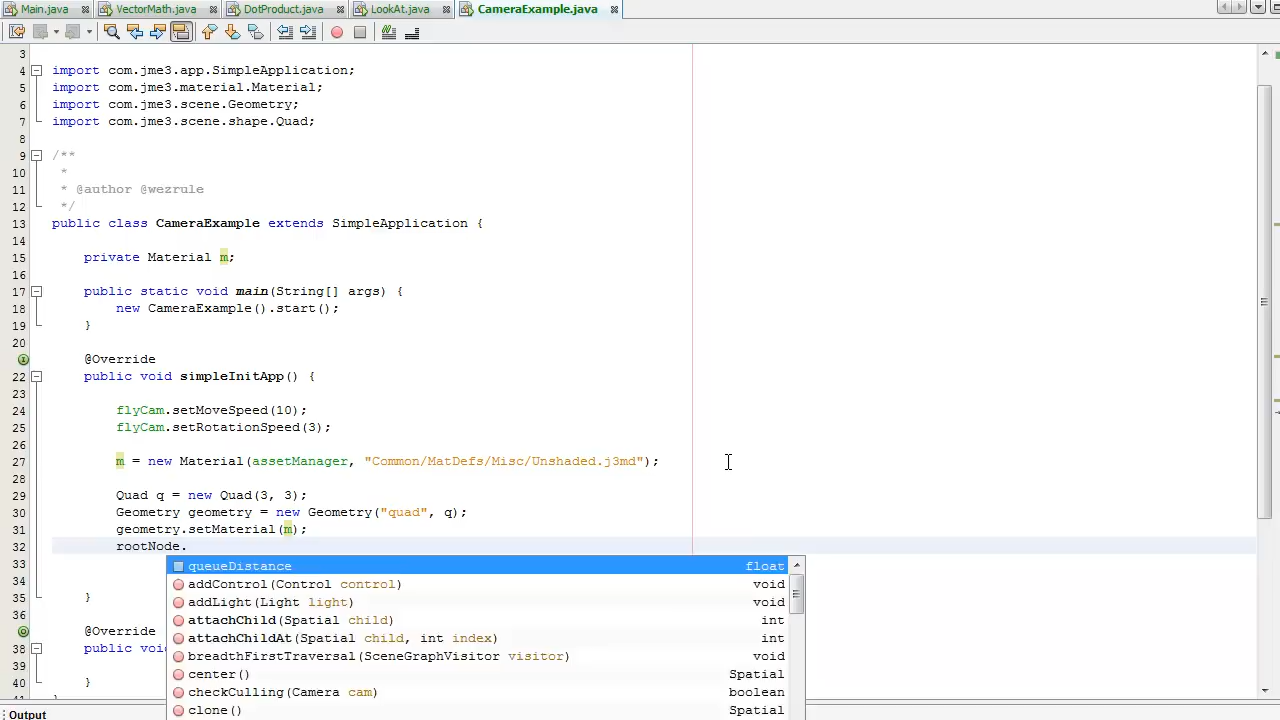 Main.java VectorMath.java DotProduct.java LookAt.java CameraExample.java
3
4 import com.jme3.app.SimpleApplication;
5 import com.jme3.material.Material;
6 import com.jme3.scene.Geometry;
7 import com.jme3.scene.shape.Quad;
8
9 /**
10 *
11 * @author @wezrule
12 */
13 public class CameraExample extends SimpleApplication {
14
15 private Material m;
16
17 public static void main(String[] args) {
18 new CameraExample().start();
19 }
20
@Override
22 public void simpleInitApp() {
23
24 flyCam.setMoveSpeed(10);
25 flyCam.setRotationSpeed(3);
26
27 m = new Material(assetManager, "Common/MatDefs/Misc/Unshaded.j3md");
28
29 Quad q = new Quad(3, 3);
30 Geometry geometry = new Geometry("quad", q);
31 geometry.setMaterial(m);
32 rootNode.
33 queueDistance float
addControl(Control control) void
34 addLight(Light light) void
35 }
attachChild(Spatial child) int
36
@Override attachChildAt(Spatial child, int index) int
38 public voi breadthFirstTraversal(SceneGraphVisitor visitor) void
39 center() Spatial
40 } checkCulling(Camera cam) boolean
41 }
clone() Spatial
Output